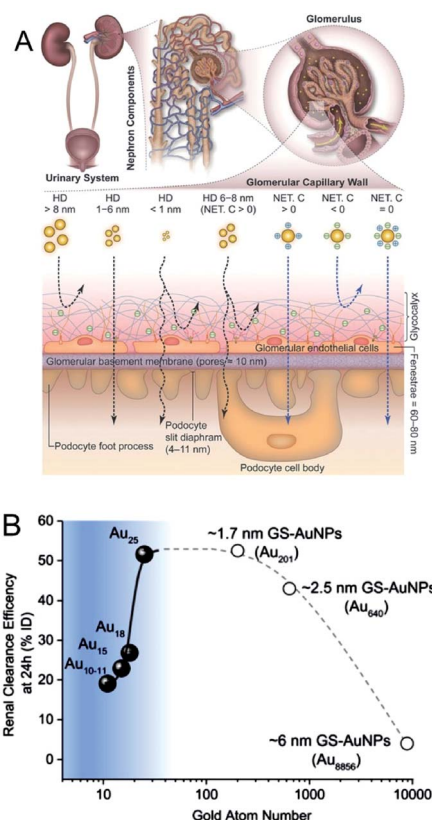 A
Glomerulus
Nephron Components
Urinary System
Glomerular Capillary Wall
HD
> 8 nm
HD
1–6 nm
HD
< 1 nm
HD 6–8 nm
(NET. C > 0)
NET. C
> 0
NET. C
< 0
NET. C
= 0
Glycocalyx
Glomerular endothelial cells
Glomerular basement membrane (pores ≈ 10 nm)
Fenestrae = 60–80 nm
Podocyte foot process
Podocyte
slit diaphram
(4–11 nm)
Podocyte cell body
B
Renal Clearance Efficency
at 24h (% ID)
60
50
40
30
20
10
0
Au25
Au18
Au15
Au10-11
~1.7 nm GS-AuNPs
(Au201)
~2.5 nm GS-AuNPs
(Au640)
~6 nm GS-AuNPs
(Au8856)
10
100
1000
10000
Gold Atom Number